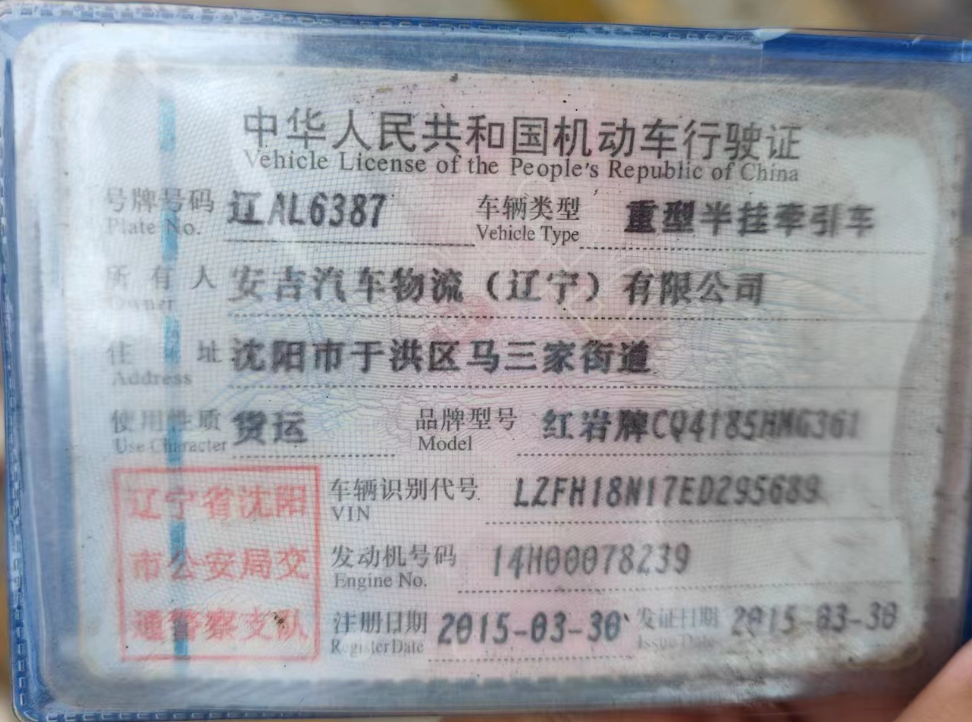 中华人民共和国机动车行驶证
Vehicle License of the People's Republic of China
号牌号码 辽AL6387 车辆类型 重型半挂牵引车
Plate No. Vehicle Type
所有人 安吉汽车物流（辽宁）有限公司
Owner
住 址 沈阳市于洪区马三家街道
Address
使用性质 货运 品牌型号 红岩牌CQ4185HMG361
Use Character Model
辽宁省沈阳
市公安局交
通警察支队
车辆识别代号 LZFH18N17ED295689
VIN
发动机号码 14H00078239
Engine No.
注册日期 2015-03-30 发证日期 2015-03-30
Register Date Issue Date